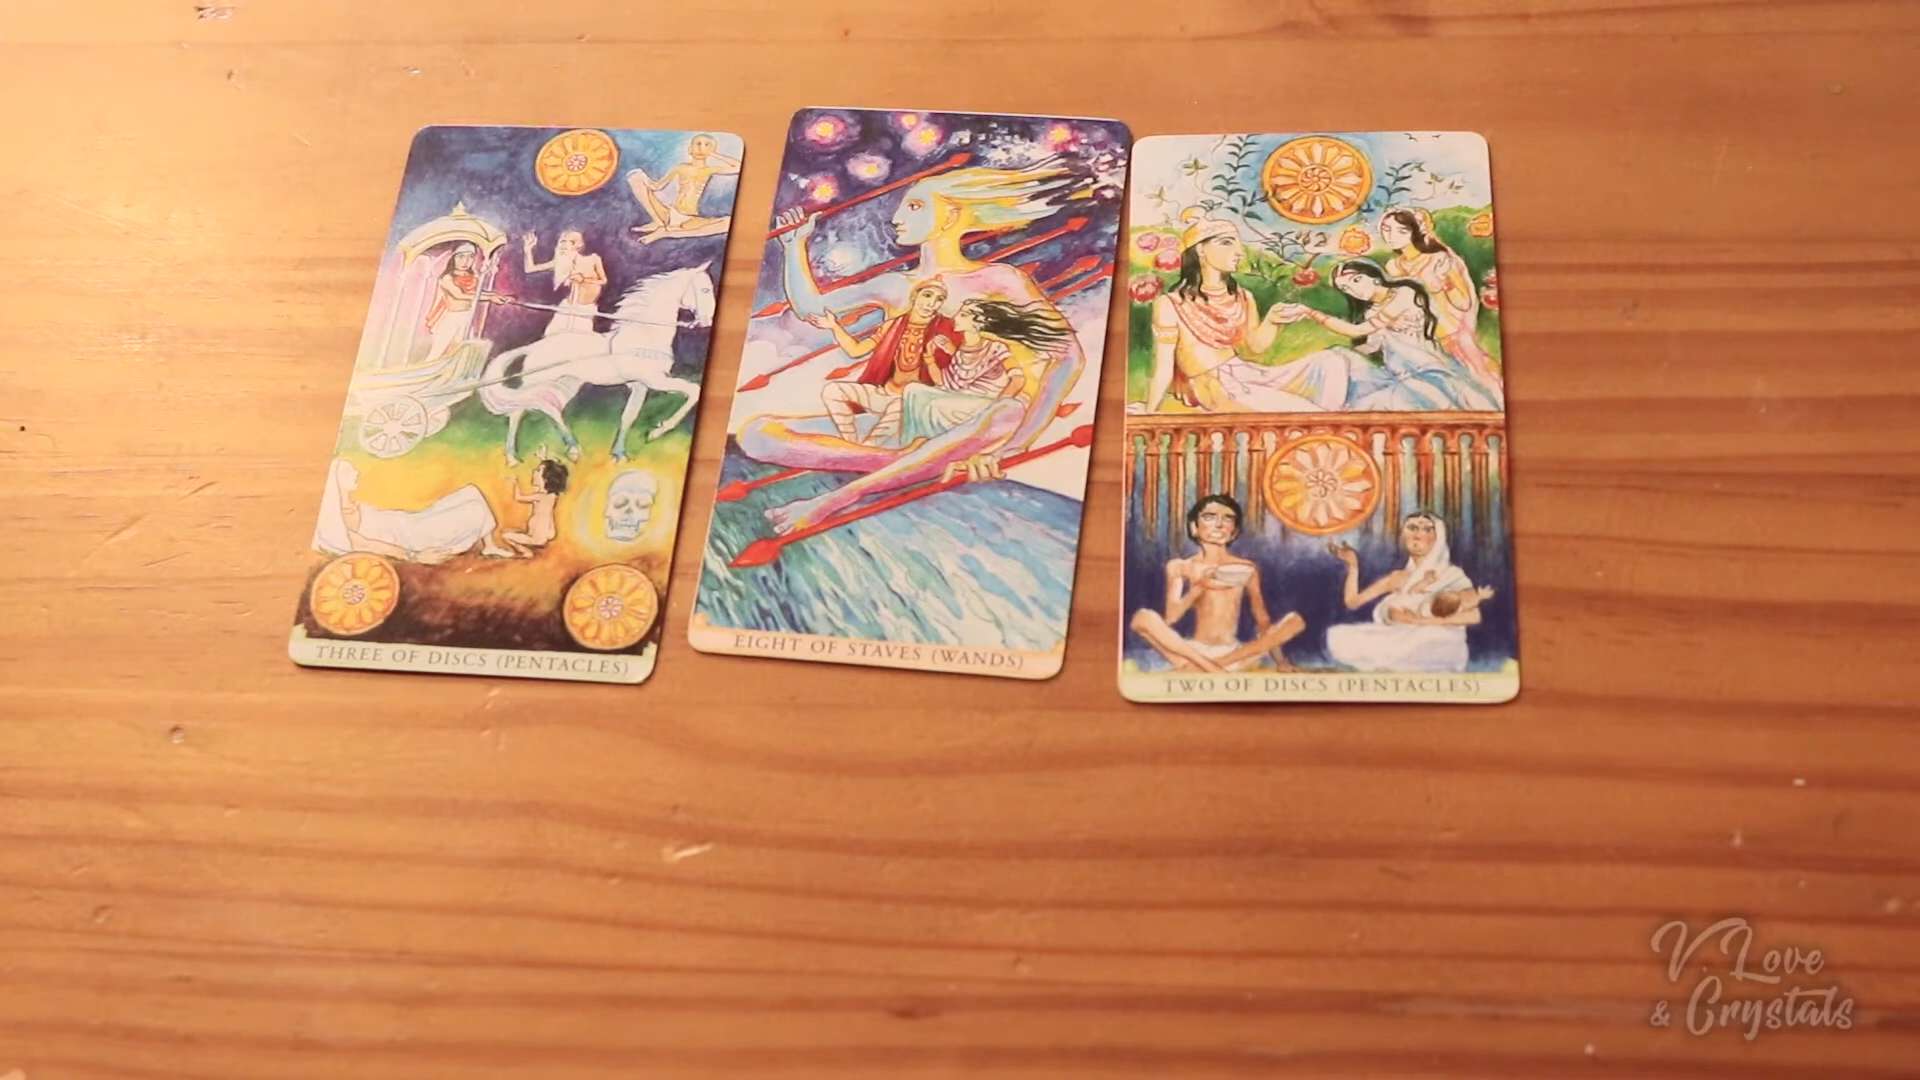 THREE OF DISCS (PENTACLES)
EIGHT OF STAVES (WANDS)
TWO OF DISCS (PENTACLES)
V. Love
& Crystals